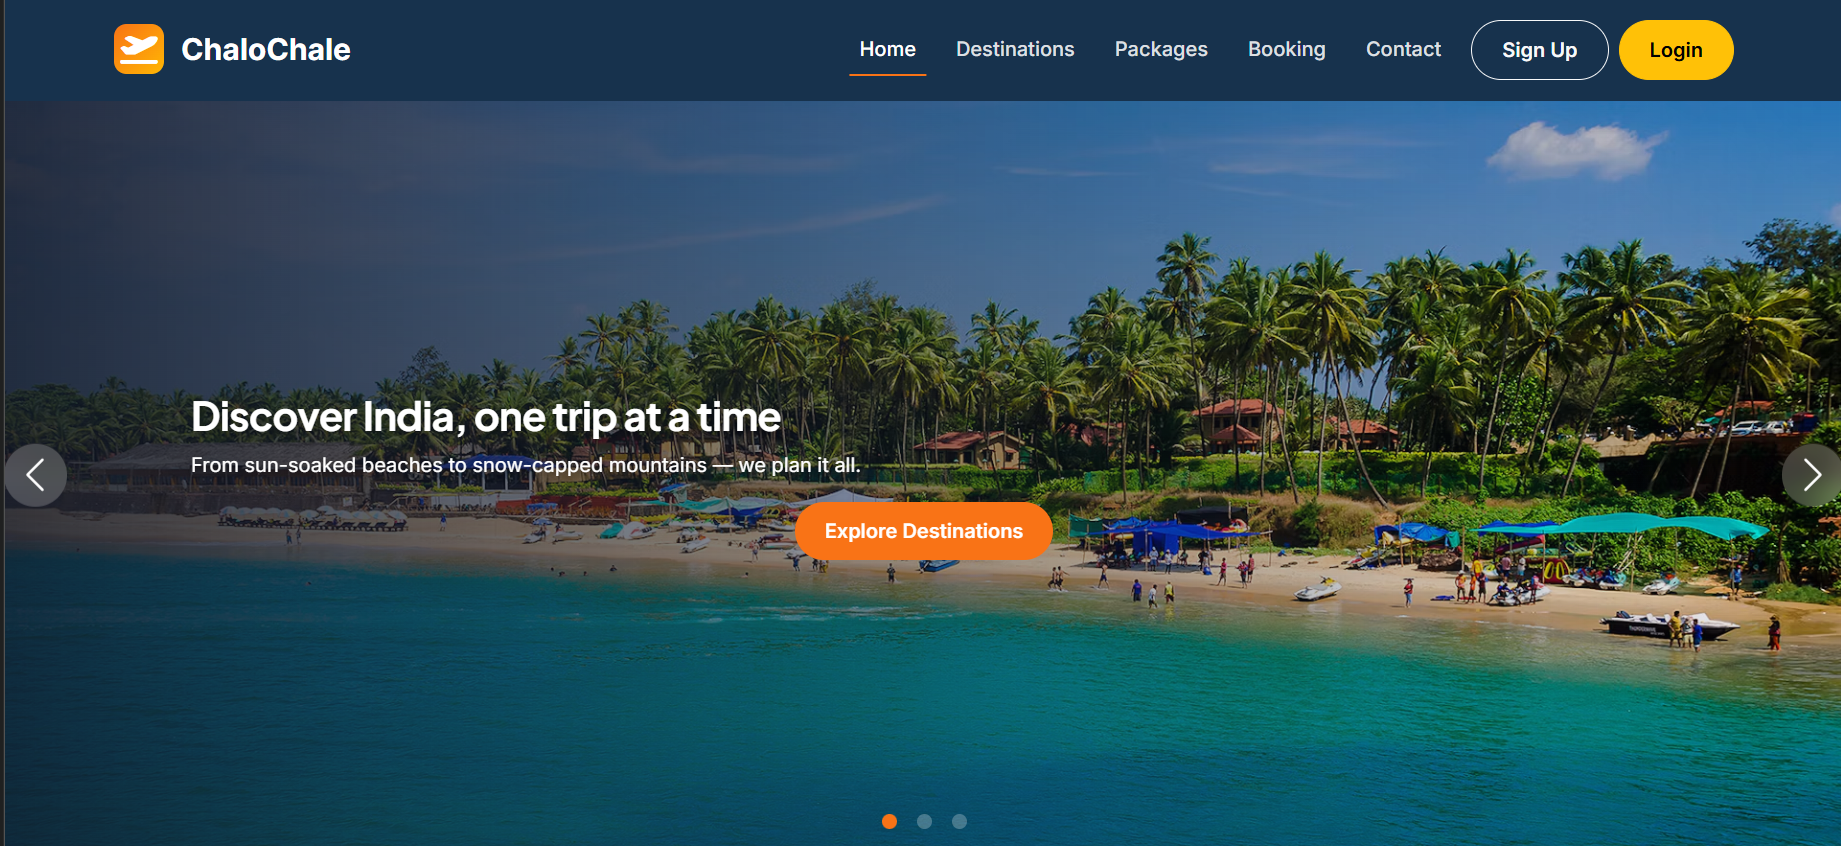 ChaloChale
Home
Destinations
Packages
Booking
Contact
Sign Up
Login
Discover India, one trip at a time
From sun-soaked beaches to snow-capped mountains — we plan it all.
Explore Destinations